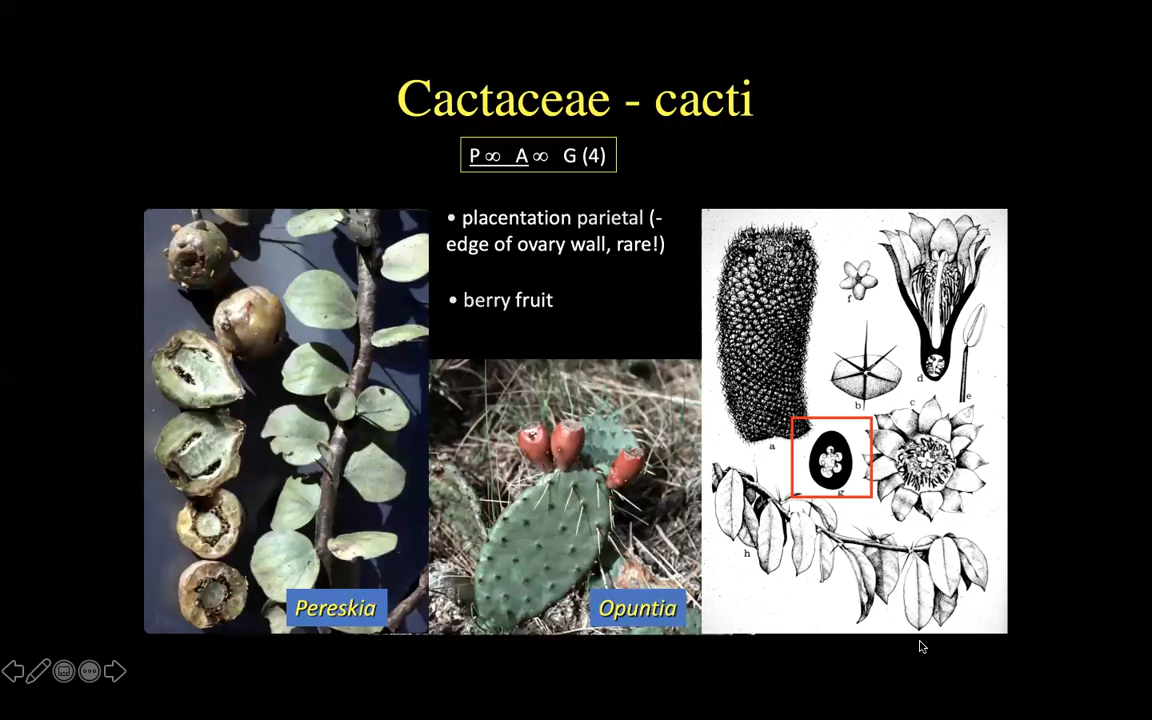 Cactaceae - cacti
P ∞ A ∞ G (4)
• placentation parietal (-
edge of ovary wall, rare!)
• berry fruit
f
d
b
c
e
a
g
h
Pereskia
Opuntia